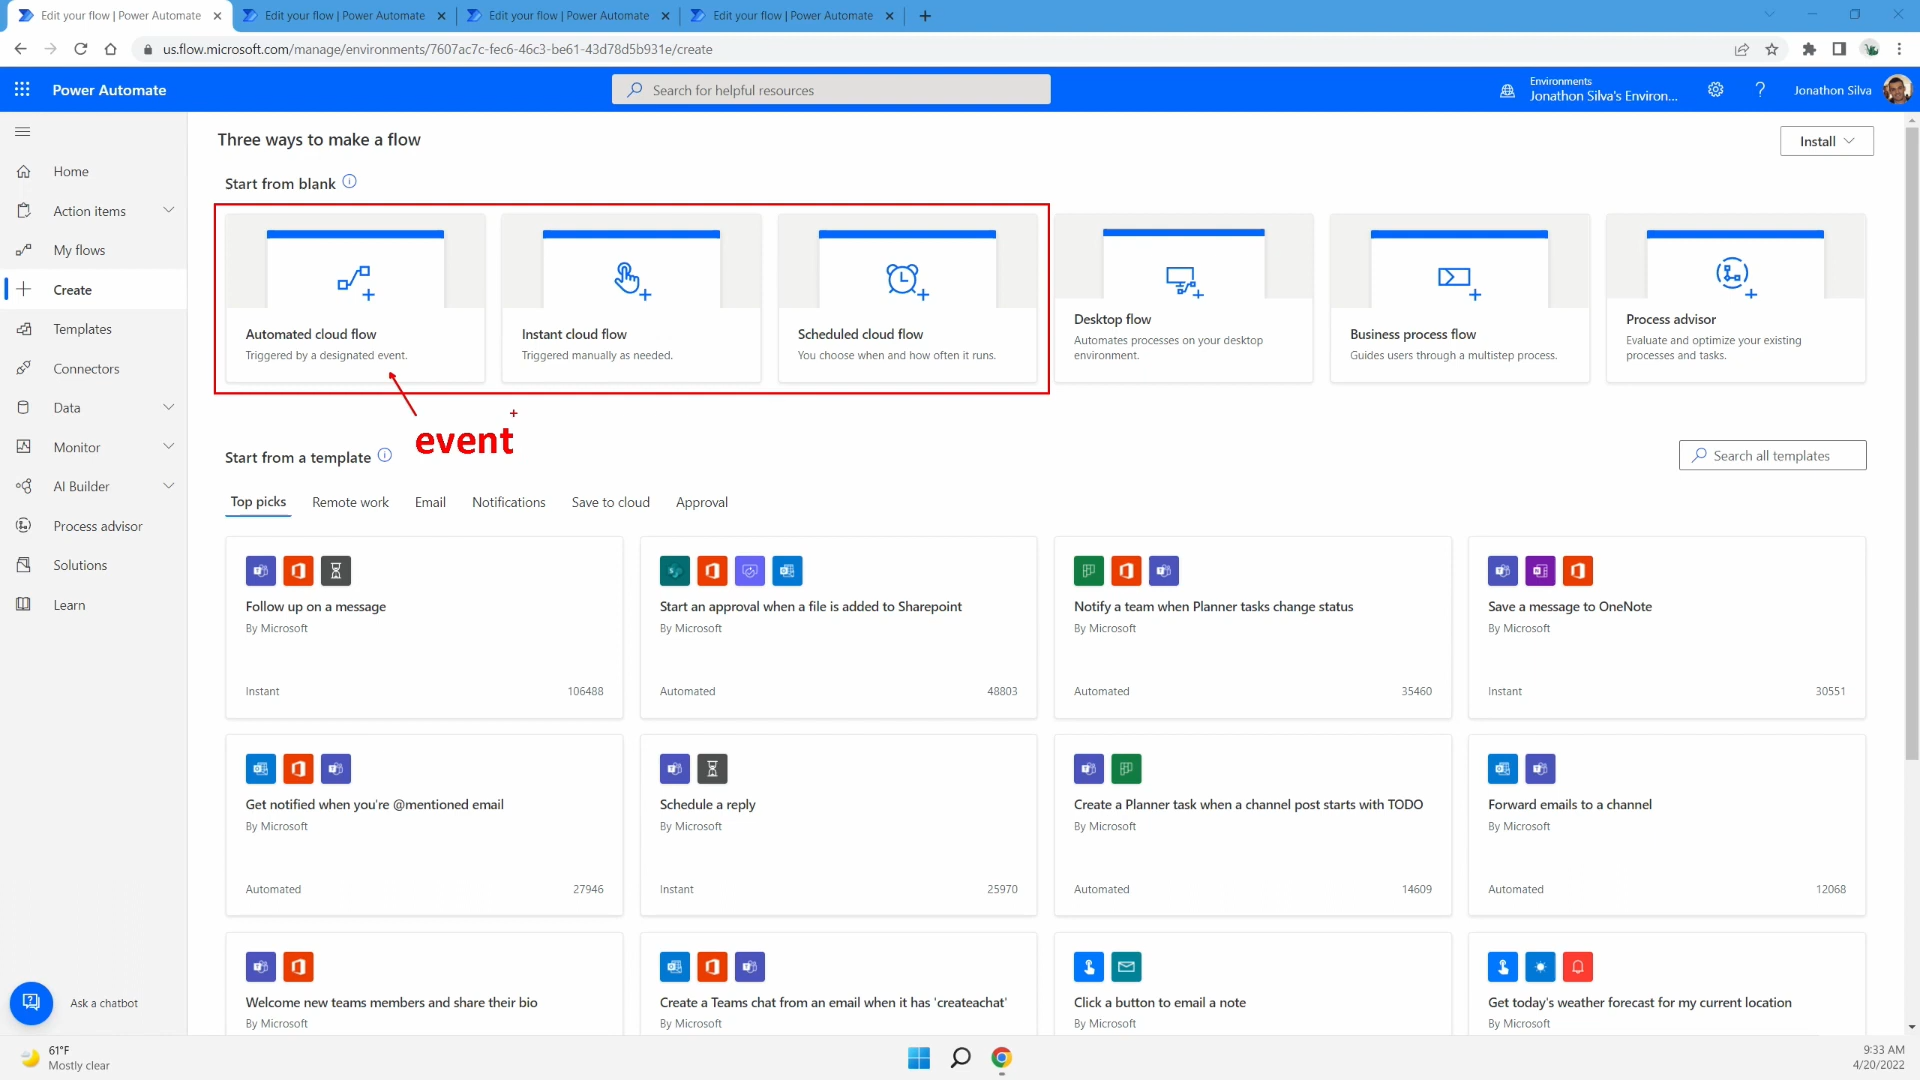 Edit your flow | Power Automate
Edit your flow | Power Automate
Edit your flow | Power Automate
Edit your flow | Power Automate
us.flow.microsoft.com/manage/environments/7607ac7c-fec6-46c3-be61-43d78d5b931e/create
Power Automate
Search for helpful resources
Environments
Jonathon Silva's Environ...
Jonathon Silva
Home
Action items
My flows
Create
Templates
Connectors
Data
Monitor
AI Builder
Process advisor
Solutions
Learn
Ask a chatbot
Three ways to make a flow
Install
Start from blank
Automated cloud flow
Triggered by a designated event.
Instant cloud flow
Triggered manually as needed.
Scheduled cloud flow
You choose when and how often it runs.
Desktop flow
Automates processes on your desktop
environment.
Business process flow
Guides users through a multistep process.
Process advisor
Evaluate and optimize your existing
processes and tasks.
event
Start from a template
Search all templates
Top picks
Remote work
Email
Notifications
Save to cloud
Approval
Follow up on a message
By Microsoft
Instant
106488
Start an approval when a file is added to Sharepoint
By Microsoft
Automated
48803
Notify a team when Planner tasks change status
By Microsoft
Automated
35460
Save a message to OneNote
By Microsoft
Instant
30551
Get notified when you're @mentioned email
By Microsoft
Automated
27946
Schedule a reply
By Microsoft
Instant
25970
Create a Planner task when a channel post starts with TODO
By Microsoft
Automated
14609
Forward emails to a channel
By Microsoft
Automated
12068
Welcome new teams members and share their bio
By Microsoft
Create a Teams chat from an email when it has 'createachat'
By Microsoft
Click a button to email a note
By Microsoft
Get today's weather forecast for my current location
By Microsoft
61°F
Mostly clear
9:33 AM
4/20/2022